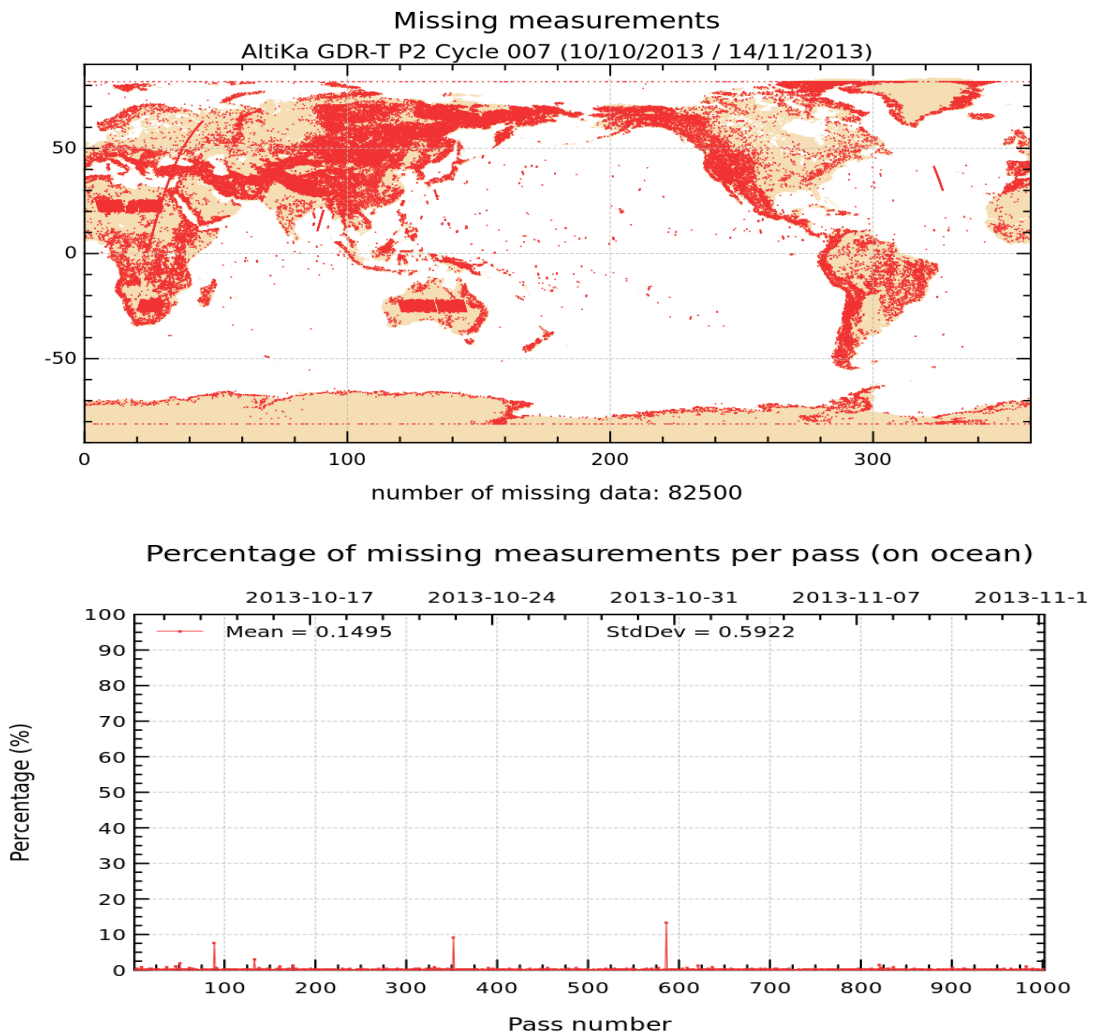 Missing measurements
AltiKa GDR-T P2 Cycle 007 (10/10/2013 / 14/11/2013)
50
0
-50
0 100 200 300
number of missing data: 82500
Percentage of missing measurements per pass (on ocean)
2013-10-17 2013-10-24 2013-10-31 2013-11-07 2013-11-1
Mean = 0.1495 StdDev = 0.5922
100
90
80
70
60
50
40
30
20
10
0
Percentage (%)
100 200 300 400 500 600 700 800 900 1000
Pass number